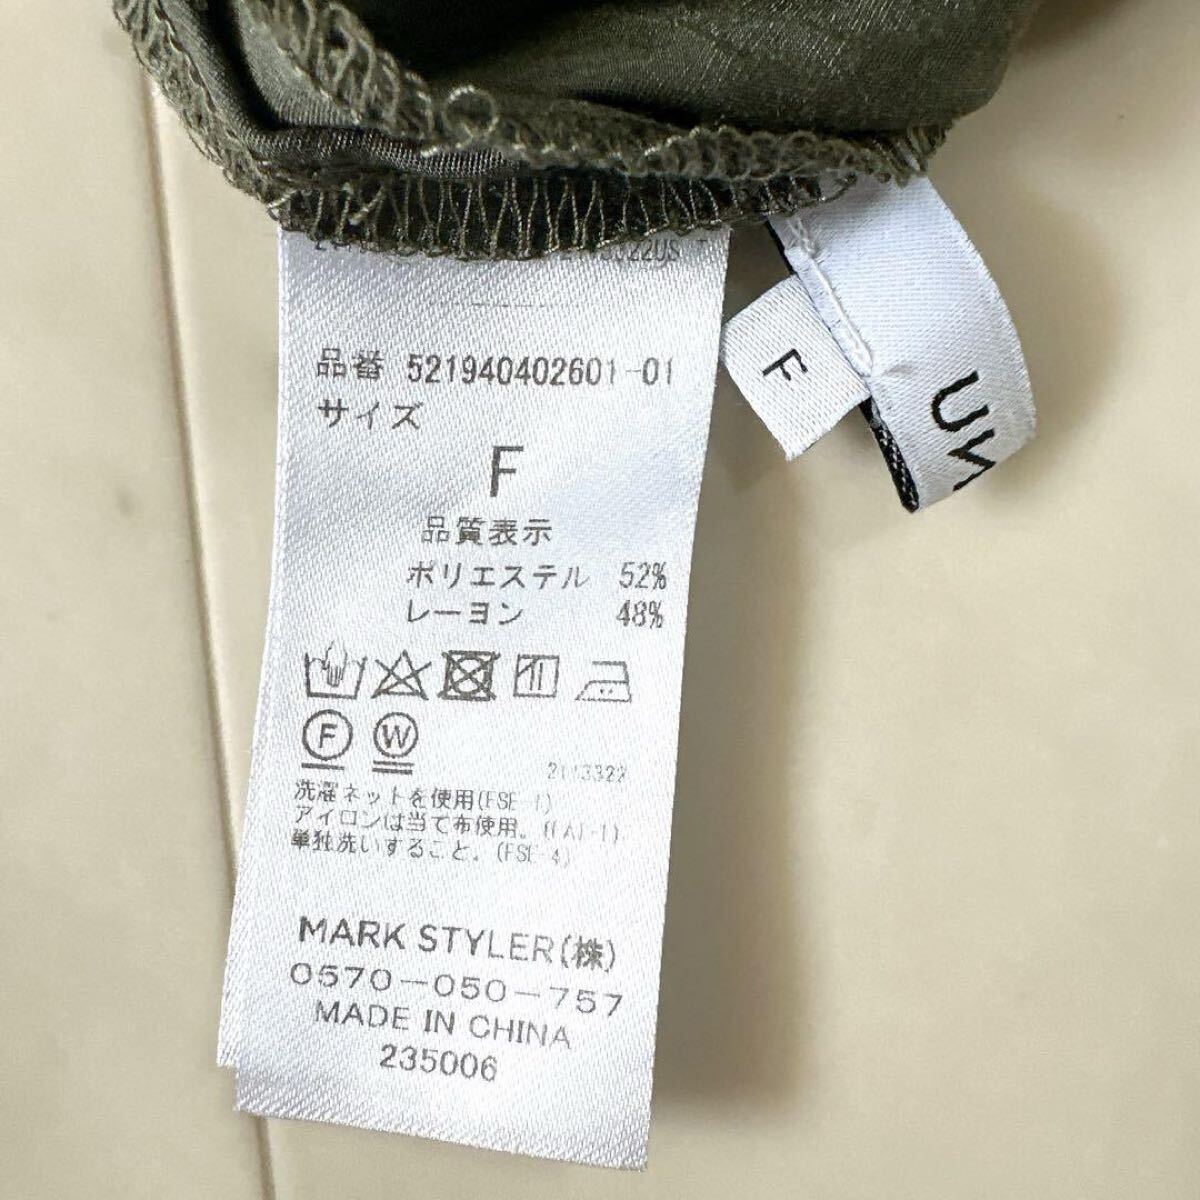 品番 521940402601-01
サイズ
F
品質表示
ポリエステル 52%
レーヨン 48%
F W
2113322
洗濯ネットを使用(FSE-1)
アイロンは当て布使用。(FAF-1)
単独洗いすること。(FSE-4)
MARK STYLER(株)
0570-050-757
MADE IN CHINA
235006
F